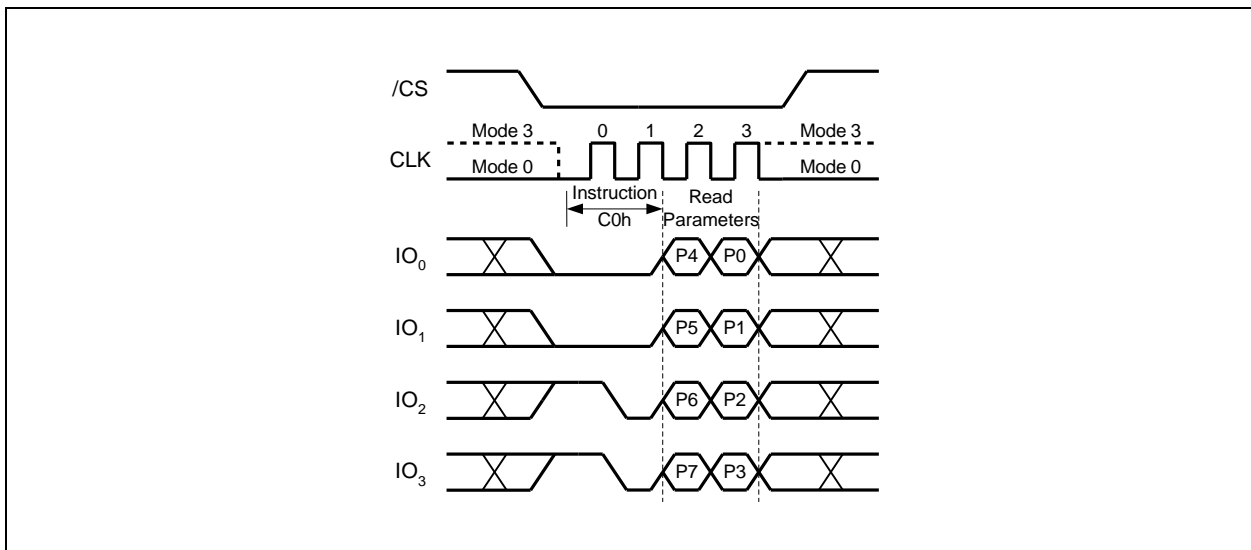 /CS
Mode 3 0 1 2 3 Mode 3
CLK
Mode 0 Mode 0
Instruction Read
C0h Parameters
IO0 P4 P0
IO1 P5 P1
IO2 P6 P2
IO3 P7 P3